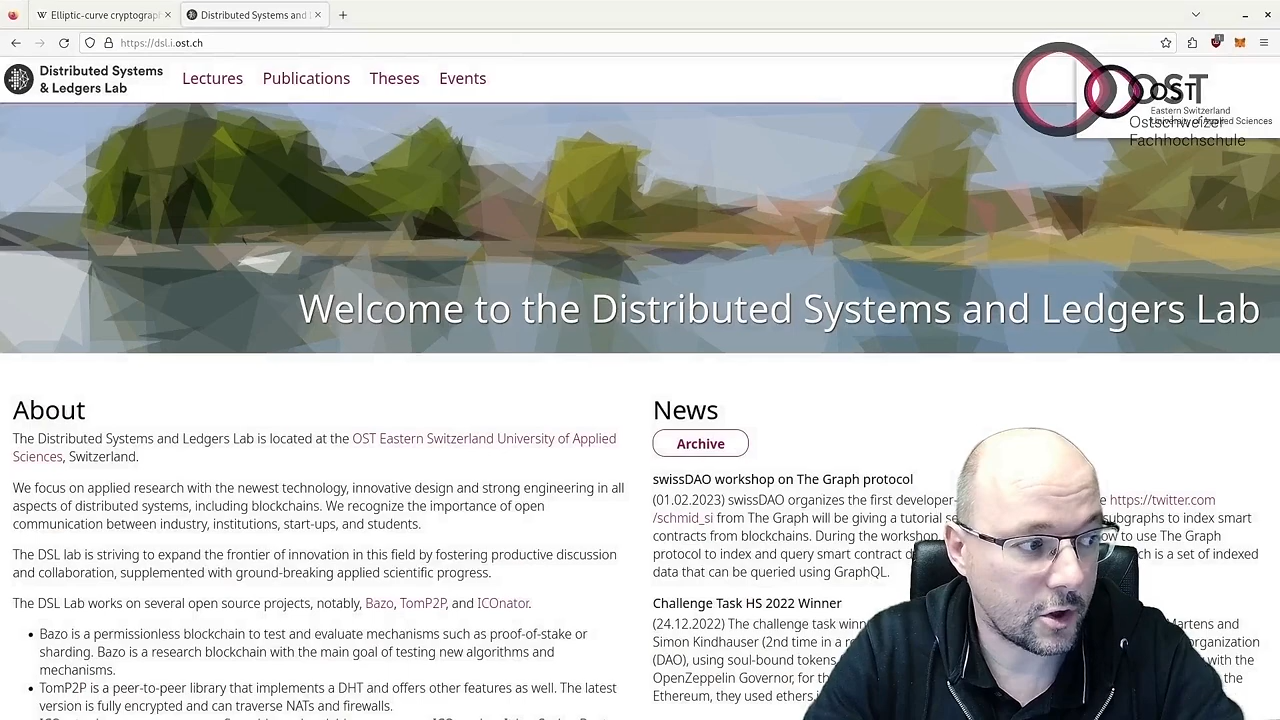 Elliptic-curve cryptograph
Distributed Systems and
https://dsl.i.ost.ch
Distributed Systems
& Ledgers Lab
Lectures
Publications
Theses
Events
OST
OST
Eastern Switzerland
University of Applied Sciences
Ostschweizer
Fachhochschule
Welcome to the Distributed Systems and Ledgers Lab
About
The Distributed Systems and Ledgers Lab is located at the OST Eastern Switzerland University of Applied
Sciences, Switzerland.
We focus on applied research with the newest technology, innovative design and strong engineering in all
aspects of distributed systems, including blockchains. We recognize the importance of open
communication between industry, institutions, start-ups, and students.
The DSL lab is striving to expand the frontier of innovation in this field by fostering productive discussion
and collaboration, supplemented with ground-breaking applied scientific progress.
The DSL Lab works on several open source projects, notably, Bazo, TomP2P, and ICOnator.
• Bazo is a permissionless blockchain to test and evaluate mechanisms such as proof-of-stake or
sharding. Bazo is a research blockchain with the main goal of testing new algorithms and
mechanisms.
• TomP2P is a peer-to-peer library that implements a DHT and offers other features as well. The latest
version is fully encrypted and can traverse NATs and firewalls.
News
Archive
swissDAO workshop on The Graph protocol
(01.02.2023) swissDAO organizes the first developer- https://twitter.com
/schmid_si from The Graph will be giving a tutorial subgraphs to index smart
contracts from blockchains. During the workshop to use The Graph
protocol to index and query smart contract is a set of indexed
data that can be queried using GraphQL.
Challenge Task HS 2022 Winner
(24.12.2022) The challenge task Martens and
Simon Kindhauser (2nd time in a
(DAO), using soul-bound tokens with the
OpenZeppelin Governor, for the
Ethereum, they used ethers